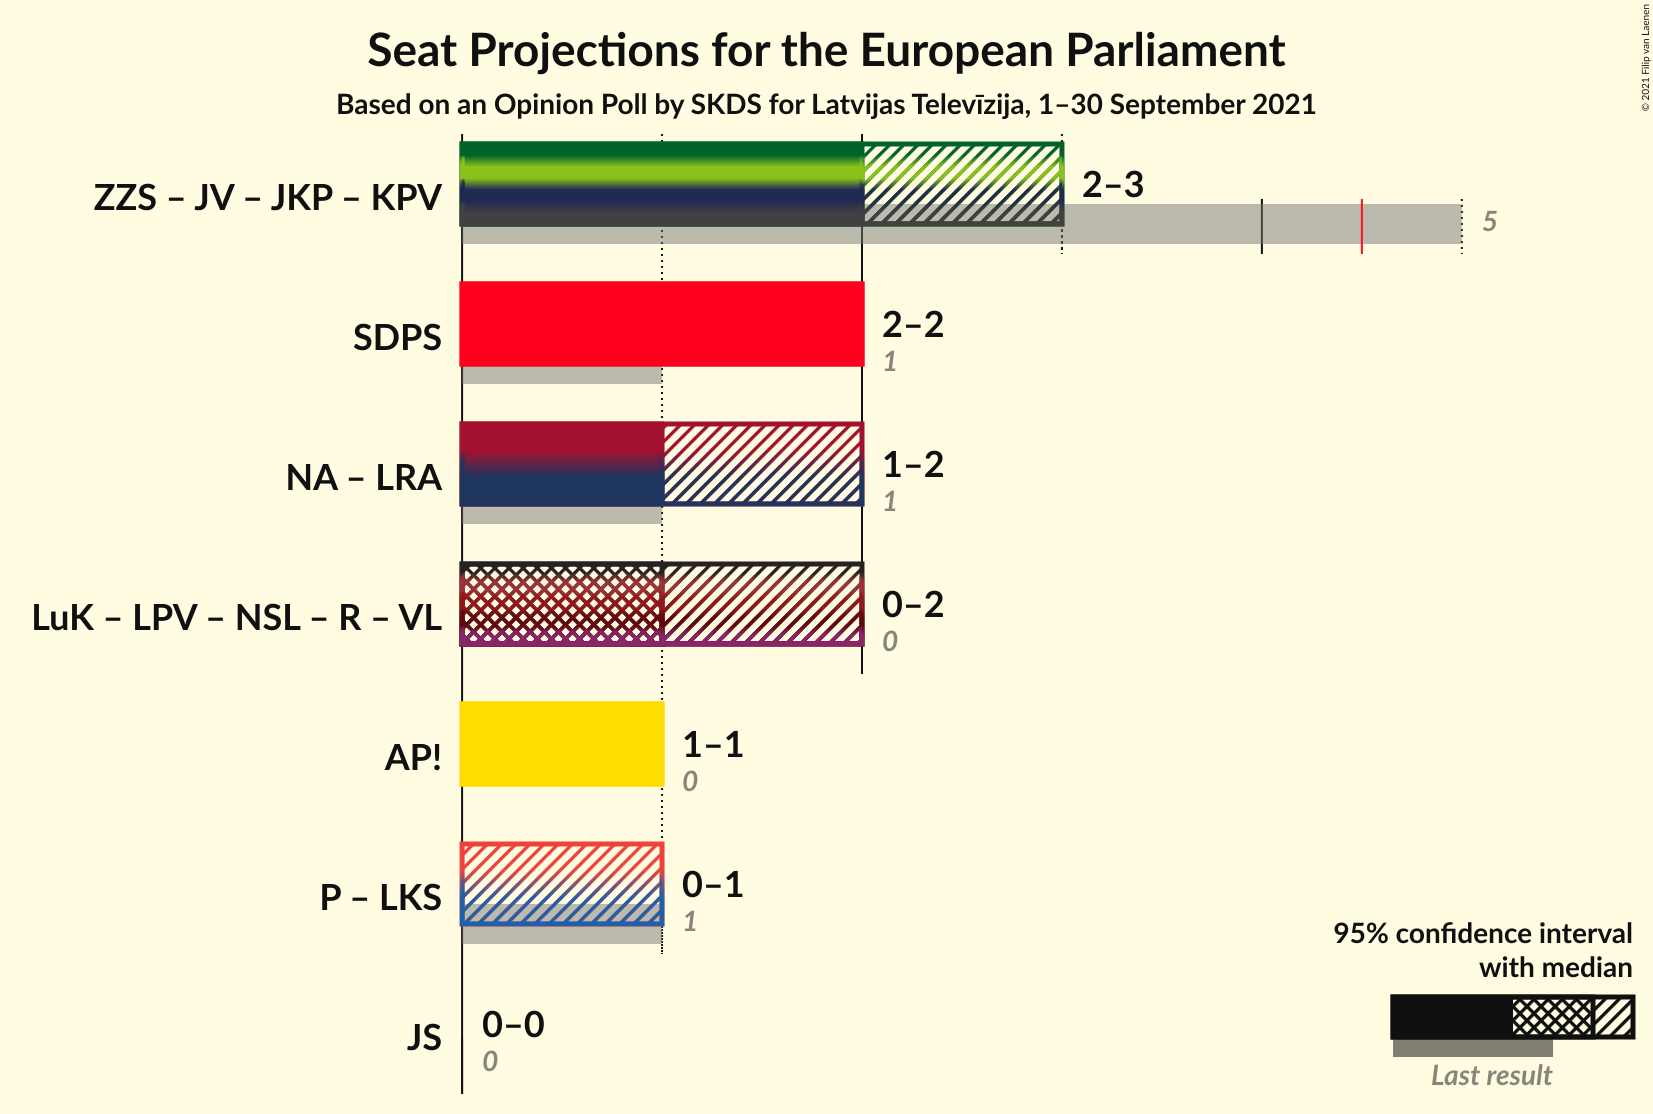 Seat Projections for the European Parliament
Based on an Opinion Poll by SKDS for Latvijas Televīzija, 1–30 September 2021
© 2021 Filip van Laenen
ZZS – JV – JKP – KPV
2–3
5
SDPS
2–2
1
NA – LRA
1–2
1
LuK – LPV – NSL – R – VL
0–2
0
AP!
1–1
0
P – LKS
0–1
1
JS
0–0
0
95% confidence interval
with median
Last result